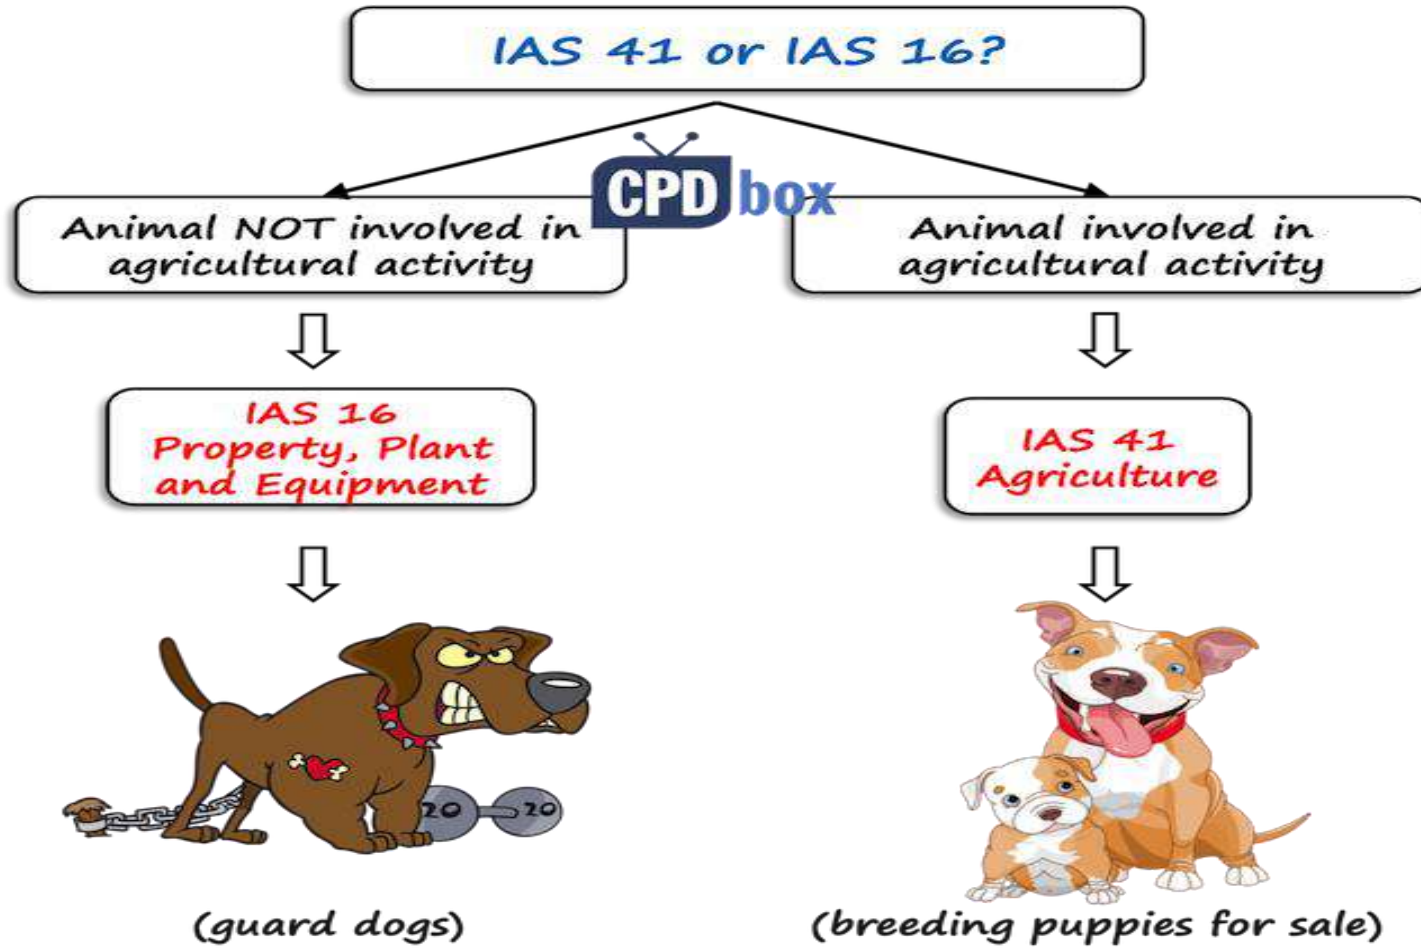 IAS 41 or IAS 16?
CPD box
Animal NOT involved in
agricultural activity
Animal involved in
agricultural activity
IAS 16
Property, Plant
and Equipment
IAS 41
Agriculture
20 20
(guard dogs)
(breeding puppies for sale)